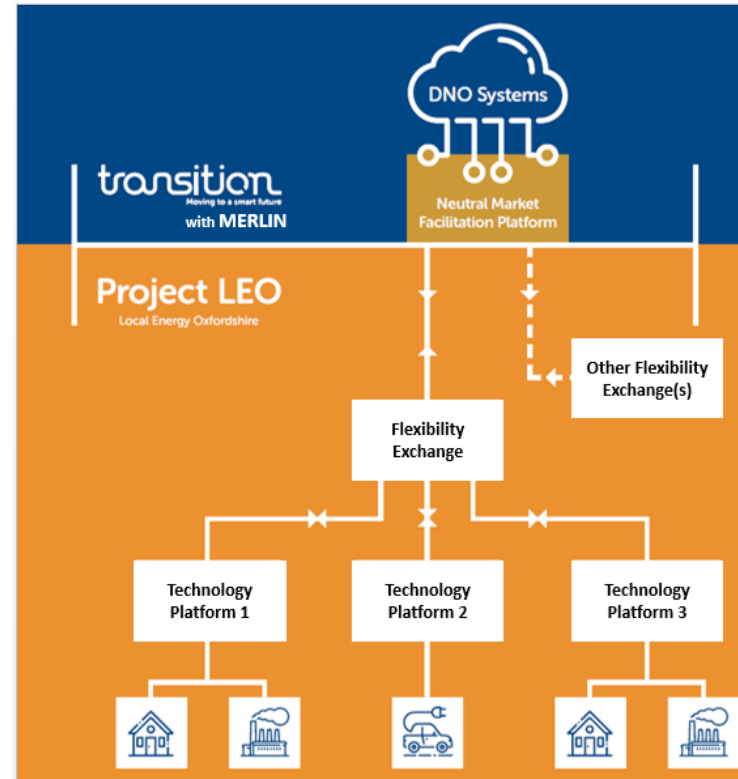 DNO Systems
transition
Moving to a smart future
with MERLIN
Neutral Market
Facilitation Platform
Project LEO
Local Energy Oxfordshire
Other Flexibility
Exchange(s)
Flexibility
Exchange
Technology
Platform 1
Technology
Platform 2
Technology
Platform 3